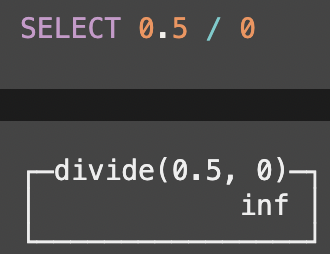 SELECT 0.5 / 0
divide(0.5, 0)
inf